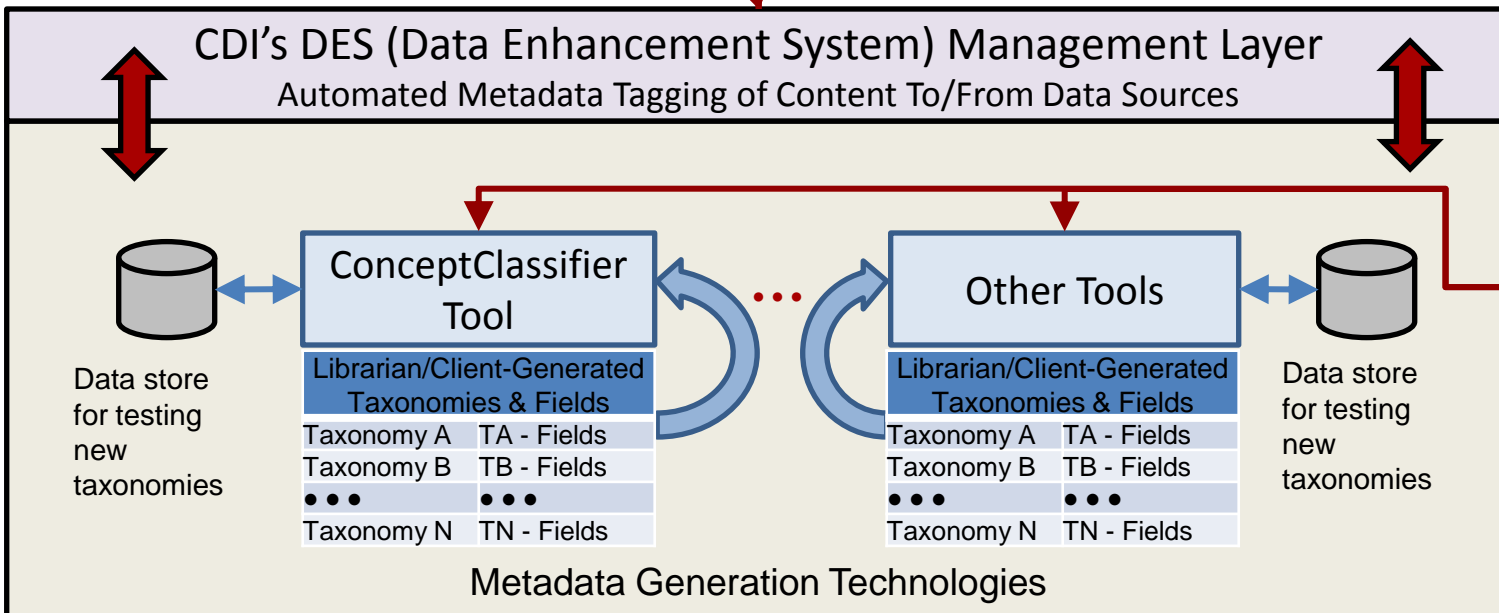 CDI's DES (Data Enhancement System) Management Layer
Automated Metadata Tagging of Content To/From Data Sources
ConceptClassifier
Tool
• • •
Other Tools
Data store
for testing
new
taxonomies
Librarian/Client-Generated
Taxonomies & Fields
Taxonomy A TA - Fields
Taxonomy B TB - Fields
• • • • • •
Taxonomy N TN - Fields
Librarian/Client-Generated
Taxonomies & Fields
Taxonomy A TA - Fields
Taxonomy B TB - Fields
• • • • • •
Taxonomy N TN - Fields
Data store
for testing
new
taxonomies
Metadata Generation Technologies